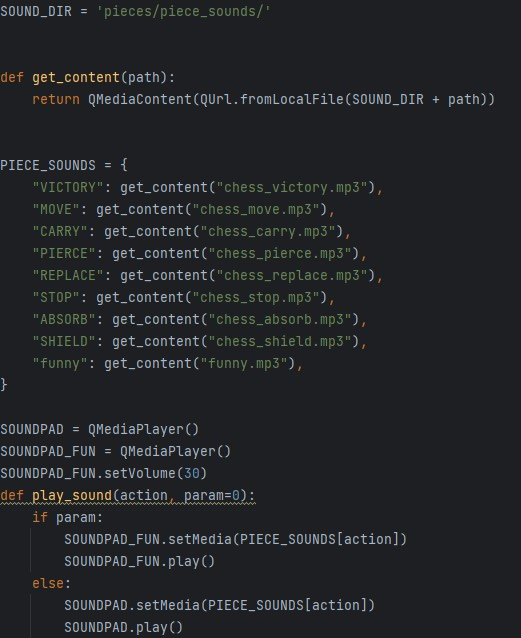 SOUND_DIR = 'pieces/piece_sounds/'
def get_content(path):
    return QMediaContent(QUrl.fromLocalFile(SOUND_DIR + path))
PIECE_SOUNDS = {
    "VICTORY": get_content("chess_victory.mp3"),
    "MOVE": get_content("chess_move.mp3"),
    "CARRY": get_content("chess_carry.mp3"),
    "PIERCE": get_content("chess_pierce.mp3"),
    "REPLACE": get_content("chess_replace.mp3"),
    "STOP": get_content("chess_stop.mp3"),
    "ABSORB": get_content("chess_absorb.mp3"),
    "SHIELD": get_content("chess_shield.mp3"),
    "funny": get_content("funny.mp3"),
}
SOUNDPAD = QMediaPlayer()
SOUNDPAD_FUN = QMediaPlayer()
SOUNDPAD_FUN.setVolume(30)
def play_sound(action, param=0):
    if param:
        SOUNDPAD_FUN.setMedia(PIECE_SOUNDS[action])
        SOUNDPAD_FUN.play()
    else:
        SOUNDPAD.setMedia(PIECE_SOUNDS[action])
        SOUNDPAD.play()